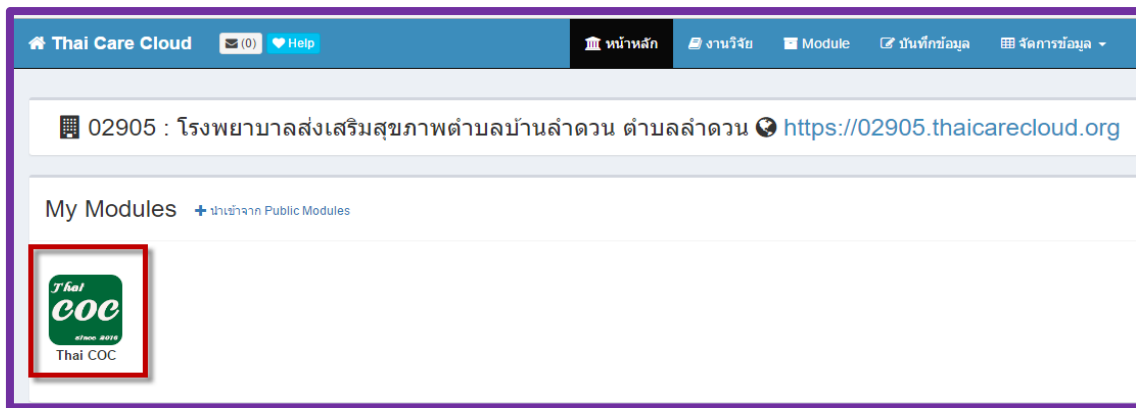 Thai Care Cloud (0) Help หน้าหลัก งานวิจัย Module บันทึกข้อมูล จัดการข้อมูล
02905 : โรงพยาบาลส่งเสริมสุขภาพตำบลบ้านลำดวน ตำบลลำดวน https://02905.thaicarecloud.org
My Modules + นำเข้าจาก Public Modules
Thai
COC
since 2016
Thai COC